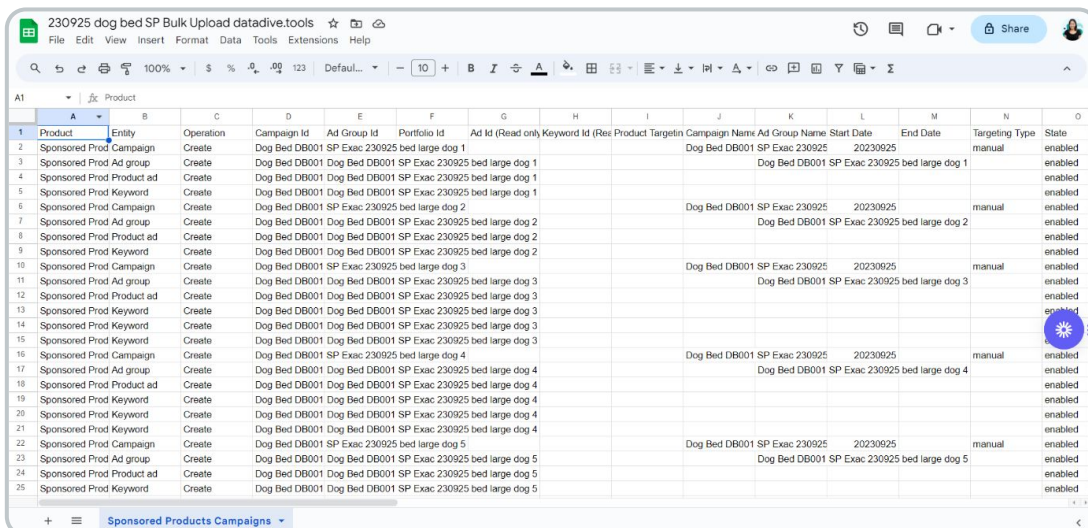 230925 dog bed SP Bulk Upload datadive.tools
File Edit View Insert Format Data Tools Extensions Help
Share
100% $ % .0 .00 123 Defaul... 10 B I A
A1 fx Product
A B C D E F G H I J K L M N O
1 Product Entity Operation Campaign Id Ad Group Id Portfolio Id Ad Id (Read only Keyword Id (Rea Product Targetin Campaign Name Ad Group Name Start Date End Date Targeting Type State
2 Sponsored Prod Campaign Create Dog Bed DB001 SP Exac 230925 bed large dog 1 Dog Bed DB001 SP Exac 230925 20230925 manual enabled
3 Sponsored Prod Ad group Create Dog Bed DB001 Dog Bed DB001 SP Exac 230925 bed large dog 1 Dog Bed DB001 SP Exac 230925 bed large dog 1 enabled
4 Sponsored Prod Product ad Create Dog Bed DB001 Dog Bed DB001 SP Exac 230925 bed large dog 1 enabled
5 Sponsored Prod Keyword Create Dog Bed DB001 Dog Bed DB001 SP Exac 230925 bed large dog 1 enabled
6 Sponsored Prod Campaign Create Dog Bed DB001 SP Exac 230925 bed large dog 2 Dog Bed DB001 SP Exac 230925 20230925 manual enabled
7 Sponsored Prod Ad group Create Dog Bed DB001 Dog Bed DB001 SP Exac 230925 bed large dog 2 Dog Bed DB001 SP Exac 230925 bed large dog 2 enabled
8 Sponsored Prod Product ad Create Dog Bed DB001 Dog Bed DB001 SP Exac 230925 bed large dog 2 enabled
9 Sponsored Prod Keyword Create Dog Bed DB001 Dog Bed DB001 SP Exac 230925 bed large dog 2 enabled
10 Sponsored Prod Campaign Create Dog Bed DB001 SP Exac 230925 bed large dog 3 Dog Bed DB001 SP Exac 230925 20230925 manual enabled
11 Sponsored Prod Ad group Create Dog Bed DB001 Dog Bed DB001 SP Exac 230925 bed large dog 3 Dog Bed DB001 SP Exac 230925 bed large dog 3 enabled
12 Sponsored Prod Product ad Create Dog Bed DB001 Dog Bed DB001 SP Exac 230925 bed large dog 3 enabled
13 Sponsored Prod Keyword Create Dog Bed DB001 Dog Bed DB001 SP Exac 230925 bed large dog 3
14 Sponsored Prod Keyword Create Dog Bed DB001 Dog Bed DB001 SP Exac 230925 bed large dog 3
15 Sponsored Prod Keyword Create Dog Bed DB001 Dog Bed DB001 SP Exac 230925 bed large dog 3
16 Sponsored Prod Campaign Create Dog Bed DB001 SP Exac 230925 bed large dog 4 Dog Bed DB001 SP Exac 230925 20230925 manual enabled
17 Sponsored Prod Ad group Create Dog Bed DB001 Dog Bed DB001 SP Exac 230925 bed large dog 4 Dog Bed DB001 SP Exac 230925 bed large dog 4 enabled
18 Sponsored Prod Product ad Create Dog Bed DB001 Dog Bed DB001 SP Exac 230925 bed large dog 4 enabled
19 Sponsored Prod Keyword Create Dog Bed DB001 Dog Bed DB001 SP Exac 230925 bed large dog 4 enabled
20 Sponsored Prod Keyword Create Dog Bed DB001 Dog Bed DB001 SP Exac 230925 bed large dog 4 enabled
21 Sponsored Prod Keyword Create Dog Bed DB001 Dog Bed DB001 SP Exac 230925 bed large dog 4 enabled
22 Sponsored Prod Campaign Create Dog Bed DB001 SP Exac 230925 bed large dog 5 Dog Bed DB001 SP Exac 230925 20230925 manual enabled
23 Sponsored Prod Ad group Create Dog Bed DB001 Dog Bed DB001 SP Exac 230925 bed large dog 5 Dog Bed DB001 SP Exac 230925 bed large dog 5 enabled
24 Sponsored Prod Product ad Create Dog Bed DB001 Dog Bed DB001 SP Exac 230925 bed large dog 5 enabled
25 Sponsored Prod Keyword Create Dog Bed DB001 Dog Bed DB001 SP Exac 230925 bed large dog 5 enabled
Sponsored Products Campaigns